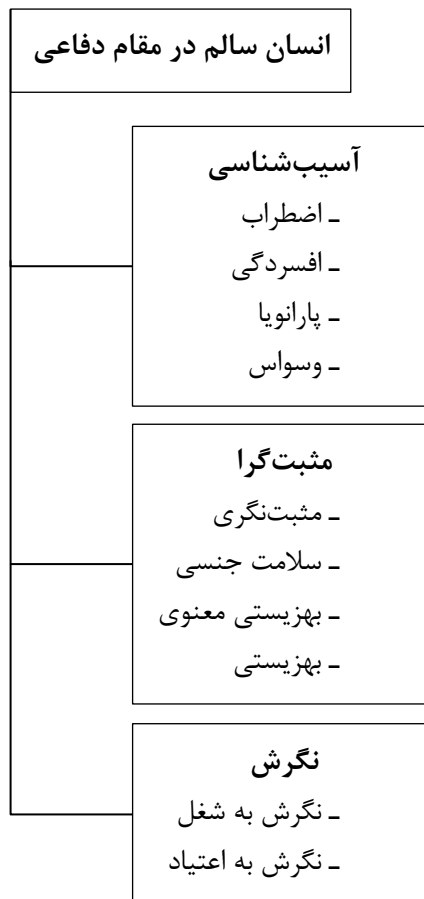 انسان سالم در مقام دفاعی
آسیب‌شناسی
ـ اضطراب
ـ افسردگی
ـ پارانویا
ـ وسواس
مثبت‌گرا
ـ مثبت‌نگری
ـ سلامت جنسی
ـ بهزیستی معنوی
ـ بهزیستی
نگرش
ـ نگرش به شغل
ـ نگرش به اعتیاد